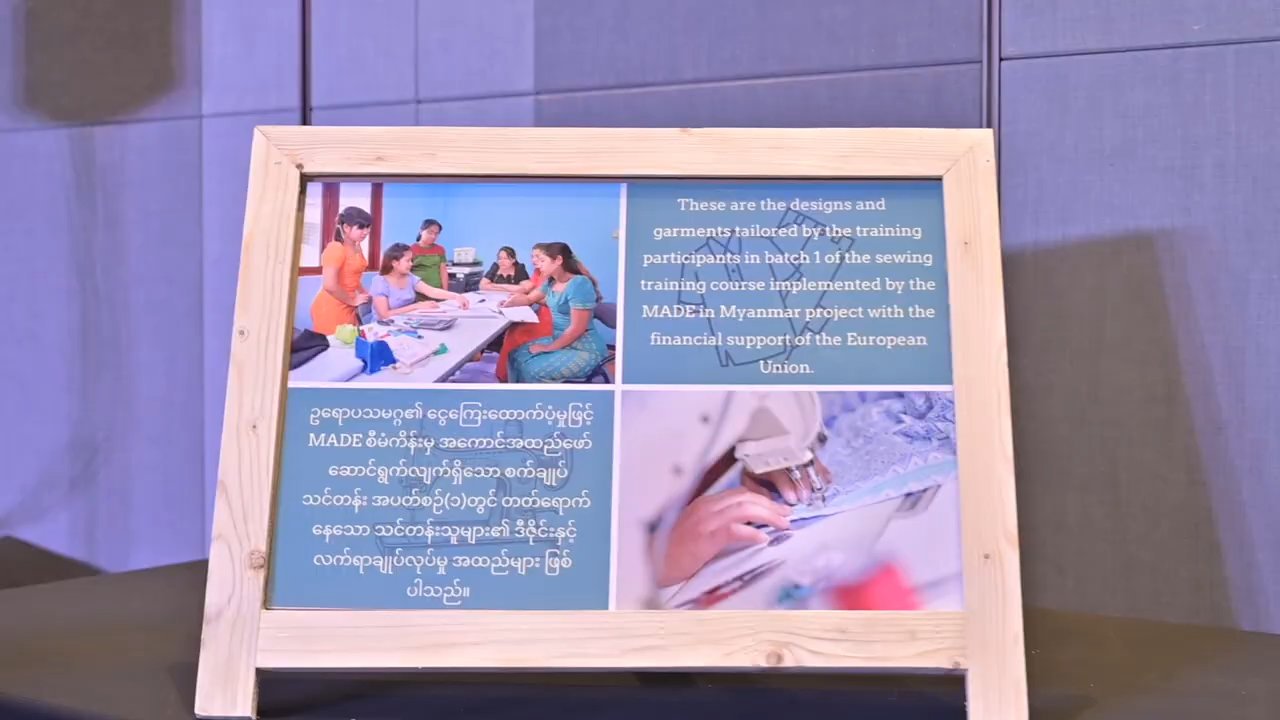 These are the designs and
garments tailored by the training
participants in batch 1 of the sewing
training course implemented by the
MADE in Myanmar project with the
financial support of the European
Union.
ဥရောပသမဂ္ဂ၏ ငွေကြေးထောက်ပံ့မှုဖြင့်
MADE စီမံကိန်းမှ အကောင်အထည်ဖော်
ဆောင်ရွက်လျက်ရှိသော စက်ချုပ်
သင်တန်း အပတ်စဉ်(၁)တွင် တတ်ရောက်
နေသော သင်တန်းသူများ၏ ဒီဇိုင်းနှင့်
လက်ရာချုပ်လုပ်မှု အထည်များ ဖြစ်
ပါသည်။